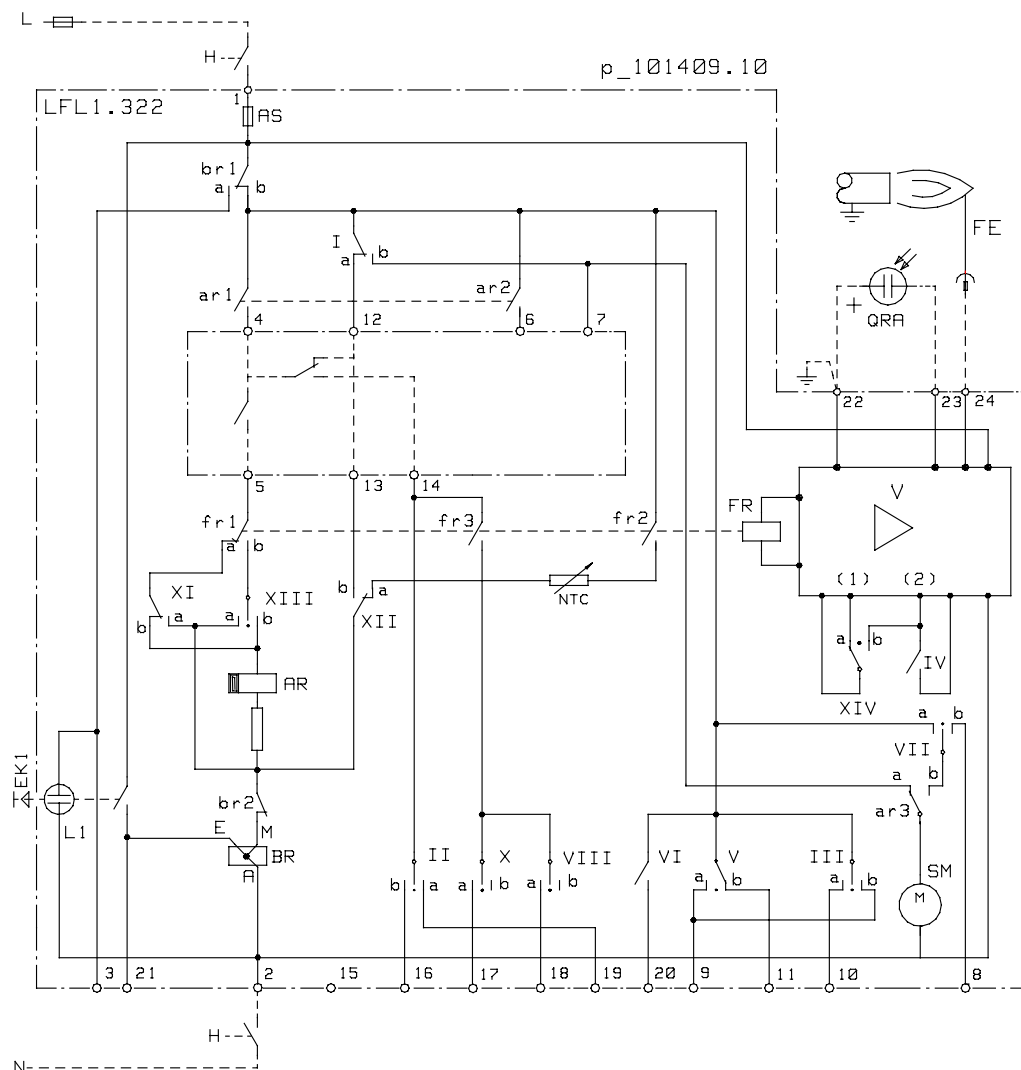 L
H
p_101409.10
LFL1.322
1
AS
br1
a b
I
a b
FE
ar1
ar2
4 12 6 7
+
QRA
22 23 24
5 13 14
V
FR
fr1
fr3
fr2
a b
(1) (2)
XI
XIII
b a
NTC
b a a b
XII
a b
IV
AR
XIV
a b
VII
EK1
a b
br2
ar3
L1
E M
BR
A
II X VIII VI V III
SM
M
b a a b a b a b a b
3 21 2 15 16 17 18 19 20 9 11 10 8
H
N